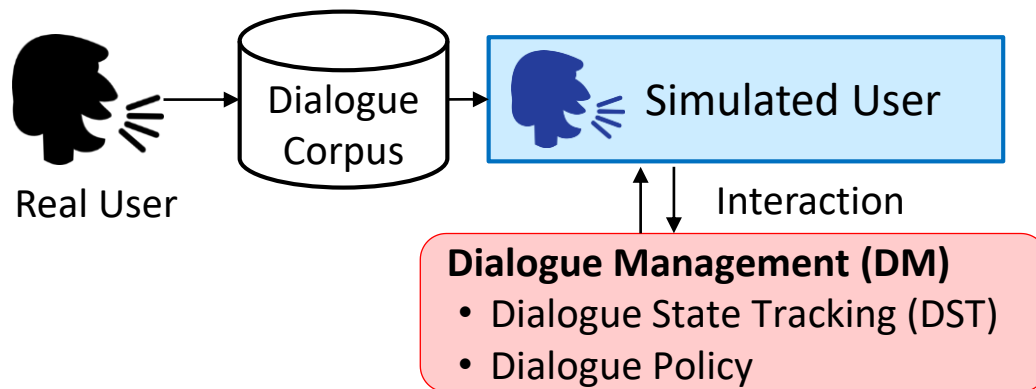 Real User
Dialogue
Corpus
Simulated User
Interaction
Dialogue Management (DM)
• Dialogue State Tracking (DST)
• Dialogue Policy